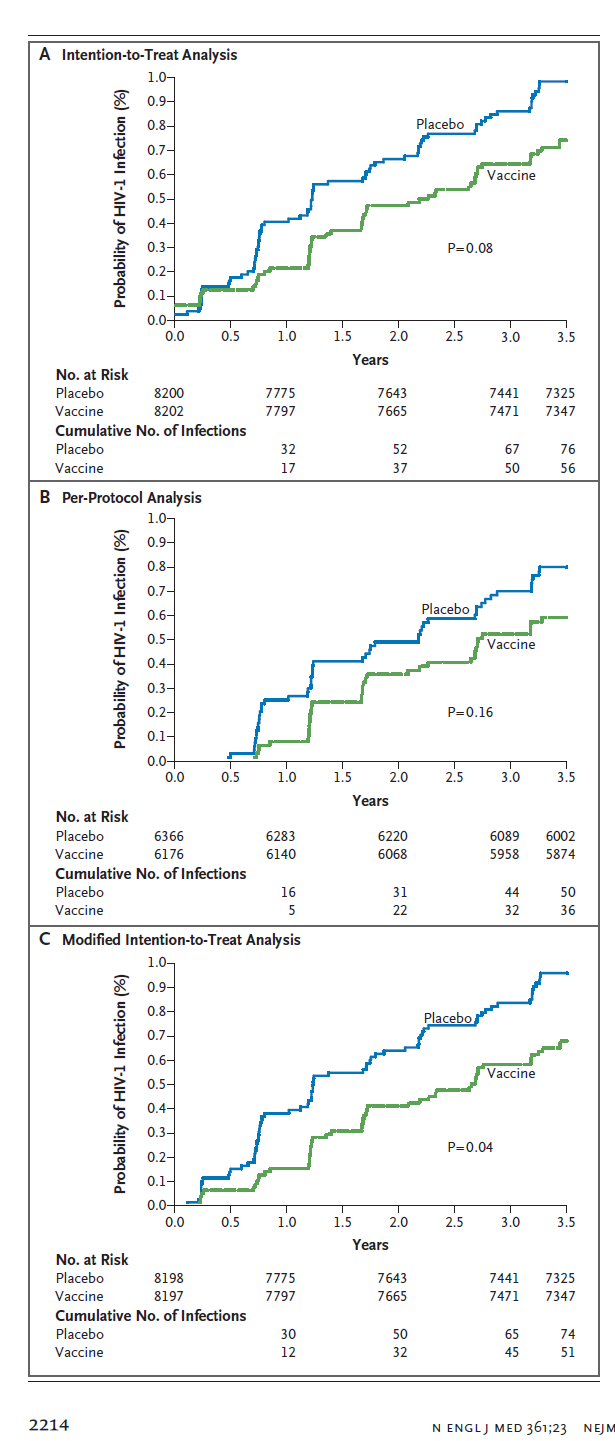 A Intention-to-Treat Analysis
1.0
0.9
0.8
0.7
0.6
0.5
0.4
0.3
0.2
0.1
0.0
Probability of HIV-1 Infection (%)
Placebo
Vaccine
P=0.08
0.0 0.5 1.0 1.5 2.0 2.5 3.0 3.5
Years
No. at Risk
Placebo 8200 7775 7643 7441 7325
Vaccine 8202 7797 7665 7471 7347
Cumulative No. of Infections
Placebo 32 52 67 76
Vaccine 17 37 50 56
B Per-Protocol Analysis
1.0
0.9
0.8
0.7
0.6
0.5
0.4
0.3
0.2
0.1
0.0
Probability of HIV-1 Infection (%)
Placebo
Vaccine
P=0.16
0.0 0.5 1.0 1.5 2.0 2.5 3.0 3.5
Years
No. at Risk
Placebo 6366 6283 6220 6089 6002
Vaccine 6176 6140 6068 5958 5874
Cumulative No. of Infections
Placebo 16 31 44 50
Vaccine 5 22 32 36
C Modified Intention-to-Treat Analysis
1.0
0.9
0.8
0.7
0.6
0.5
0.4
0.3
0.2
0.1
0.0
Probability of HIV-1 Infection (%)
Placebo
Vaccine
P=0.04
0.0 0.5 1.0 1.5 2.0 2.5 3.0 3.5
Years
No. at Risk
Placebo 8198 7775 7643 7441 7325
Vaccine 8197 7797 7665 7471 7347
Cumulative No. of Infections
Placebo 30 50 65 74
Vaccine 12 32 45 51
2214 N ENGL J MED 361;23 NEJM